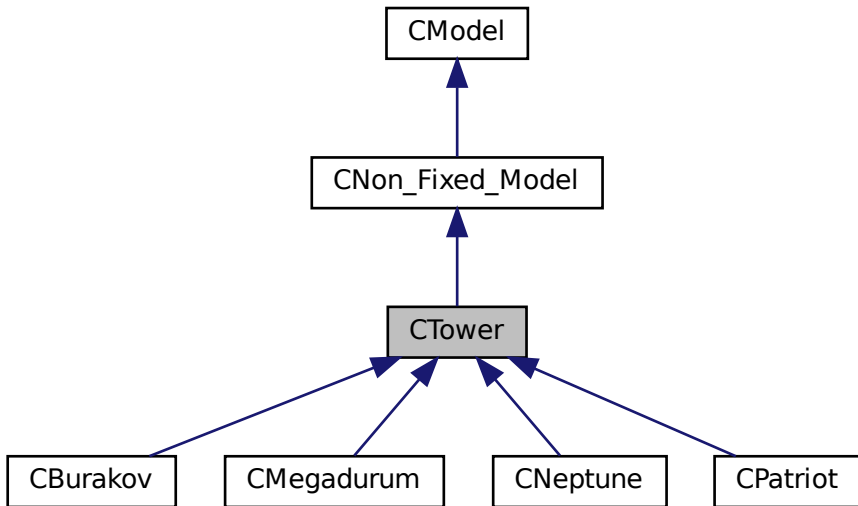 CModel
CNon_Fixed_Model
CTower
CBurakov
CMegadurum
CNeptune
CPatriot